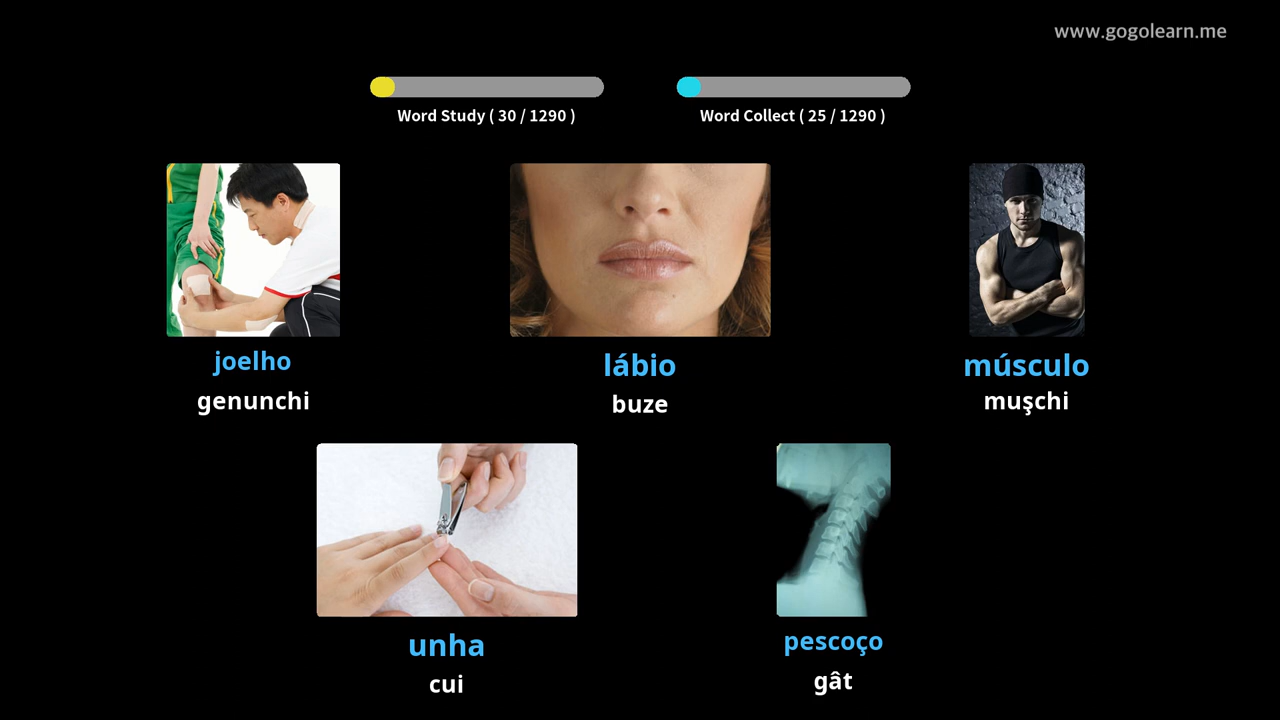 www.gogolearn.me
Word Study ( 30 / 1290 )
Word Collect ( 25 / 1290 )
joelho
genunchi
lábio
buze
músculo
muşchi
unha
cui
pescoço
gât